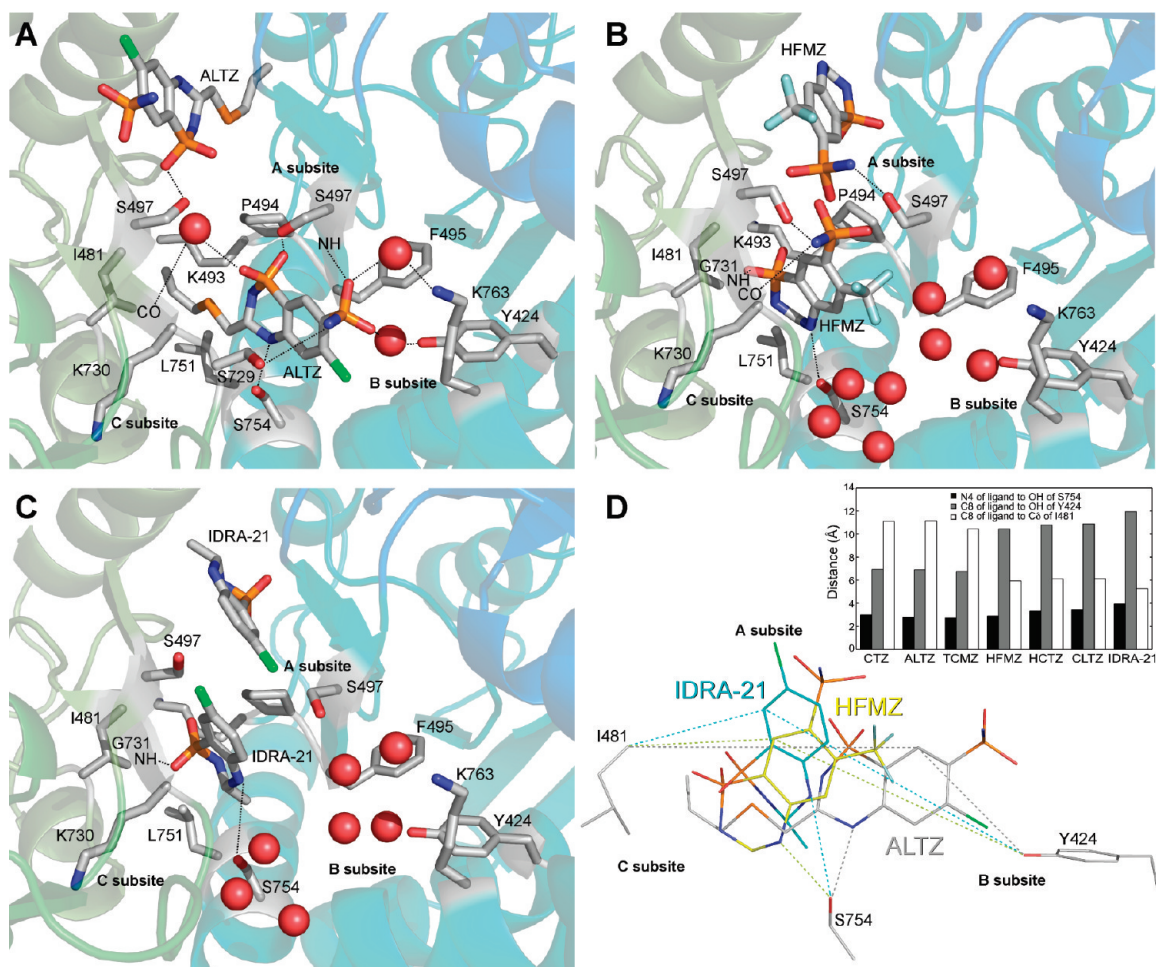 A
ALTZ
A subsite
S497
P494
S497
NH
F495
I481
K493
CO
K763
Y424
L751
S729
ALTZ
K730
B subsite
C subsite
S754
B
HFMZ
A subsite
S497
P494
S497
I481
K493
G731
NH
CO
F495
K763
HFMZ
Y424
L751
K730
C subsite
S754
B subsite
C
IDRA-21
A subsite
S497
S497
I481
F495
G731
NH
IDRA-21
K763
Y424
K730
L751
B subsite
C subsite
S754
D
N4 of ligand to OH of S754
C8 of ligand to OH of Y424
C8 of ligand to Cδ of I481
Distance (Å)
14
12
10
8
6
4
2
0
CTZ ALTZ TCMZ HFMZ HCTZ CLTZ IDRA-21
A subsite
IDRA-21
HFMZ
I481
ALTZ
Y424
C subsite
B subsite
S754